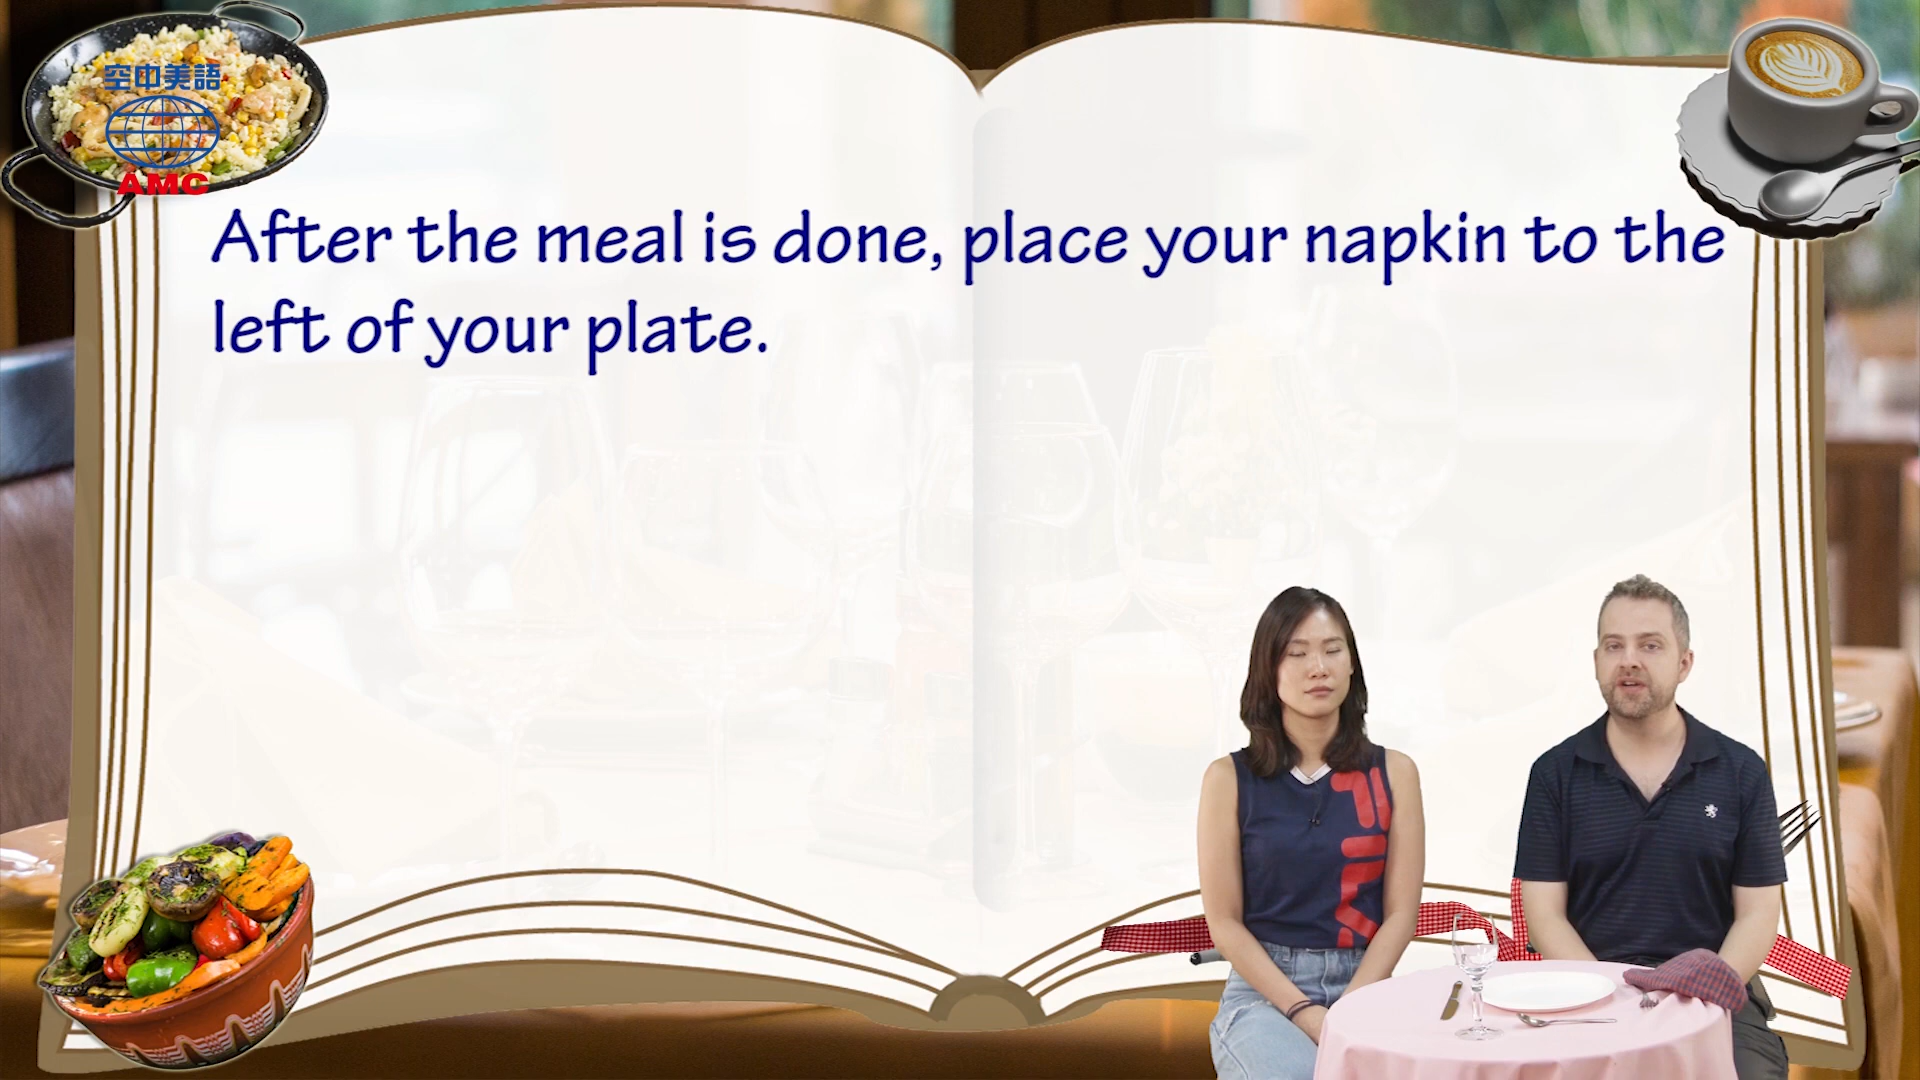 空中美語
AMC
After the meal is done, place your napkin to the
left of your plate.
FILA